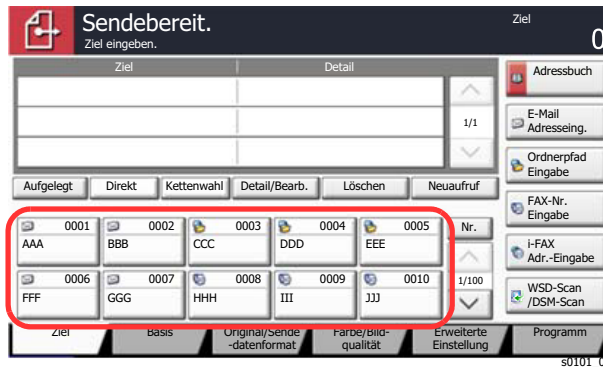 Sendebereit.
Ziel eingeben.
Ziel
0
Ziel Detail
1/1
Aufgelegt Direkt Kettenwahl Detail/Bearb. Löschen Neuaufruf
0001 0002 0003 0004 0005 Nr.
AAA BBB CCC DDD EEE
0006 0007 0008 0009 0010 1/100
FFF GGG HHH III JJJ
Adressbuch
E-Mail
Adresseing.
Ordnerpfad
Eingabe
FAX-Nr.
Eingabe
i-FAX
Adr.-Eingabe
WSD-Scan
/DSM-Scan
Ziel Basis Original/Sende
-datenformat Farbe/Bild-
qualität Erweiterte
Einstellung Programm
s0101_0